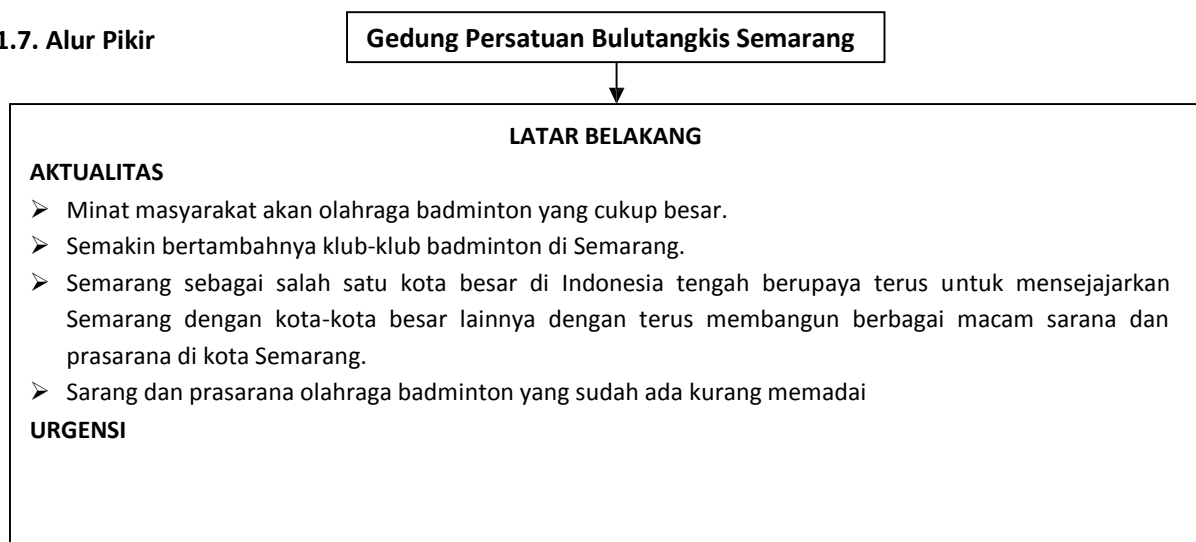 1.7. Alur Pikir
Gedung Persatuan Bulutangkis Semarang
LATAR BELAKANG
AKTUALITAS
➢ Minat masyarakat akan olahraga badminton yang cukup besar.
➢ Semakin bertambahnya klub-klub badminton di Semarang.
➢ Semarang sebagai salah satu kota besar di Indonesia tengah berupaya terus untuk mensejajarkan
Semarang dengan kota-kota besar lainnya dengan terus membangun berbagai macam sarana dan
prasarana di kota Semarang.
➢ Sarang dan prasarana olahraga badminton yang sudah ada kurang memadai
URGENSI